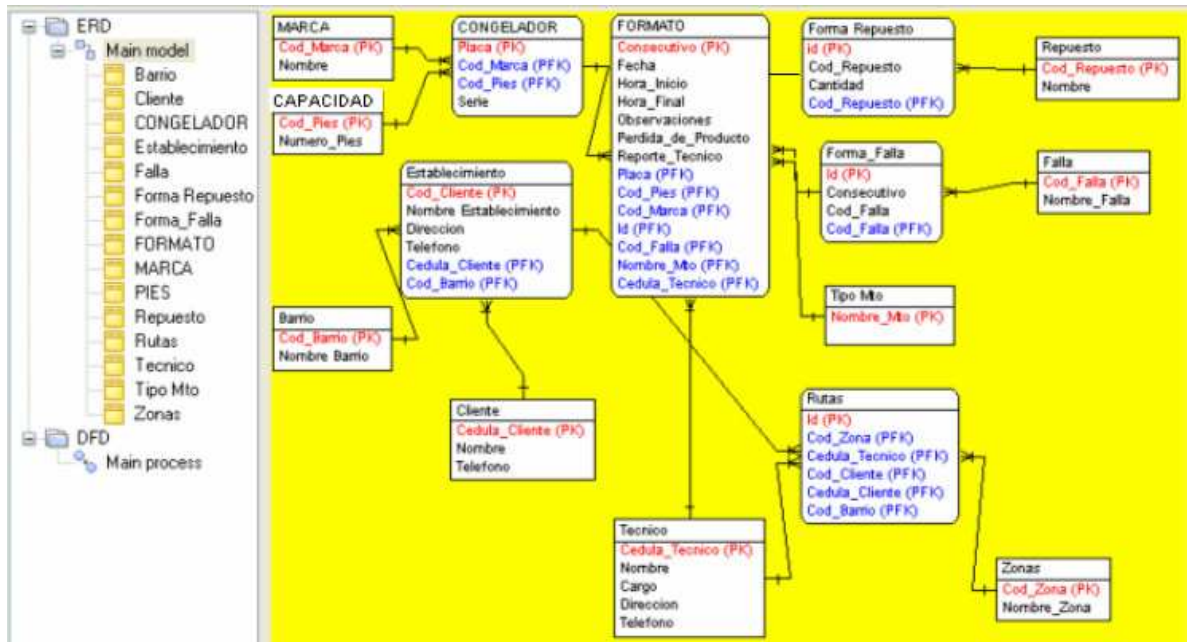 ERD
Main model
Barrio
Cliente
CONGELADOR
Establecimiento
Falla
Forma Repuesto
Forma_Falla
FORMATO
MARCA
PIES
Repuesto
Rutas
Tecnico
Tipo Mto
Zonas
DFD
Main process
MARCA
Cod_Marca (PK)
Nombre
CAPACIDAD
Cod_Pies (PK)
Numero_Pies
CONGELADOR
Placa (PK)
Cod_Marca (PFK)
Cod_Pies (PFK)
Serie
FORMATO
Consecutivo (PK)
Fecha
Hora_Inicio
Hora_Final
Observaciones
Perdida_de_Producto
Reporte_Tecnico
Placa (PFK)
Cod_Pies (PFK)
Cod_Marca (PFK)
Id (PFK)
Cod_Falla (PFK)
Nombre_Mto (PFK)
Cedula_Tecnico (PFK)
Forma Repuesto
Id (PK)
Cod_Repuesto
Cantidad
Cod_Repuesto (PFK)
Repuesto
Cod_Repuesto (PK)
Nombre
Establecimiento
Cod_Cliente (PK)
Nombre Establecimiento
Direccion
Telefono
Cedula_Cliente (PFK)
Cod_Barrio (PFK)
Forma_Falla
Id (PK)
Consecutivo
Cod_Falla
Cod_Falla (PFK)
Falla
Cod_Falla (PK)
Nombre_Falla
Barrio
Cod_Barrio (PK)
Nombre Barrio
Tipo Mto
Nombre_Mto (PK)
Cliente
Cedula_Cliente (PK)
Nombre
Telefono
Rutas
Id (PK)
Cod_Zona (PFK)
Cedula_Tecnico (PFK)
Cod_Cliente (PFK)
Cedula_Cliente (PFK)
Cod_Barrio (PFK)
Tecnico
Cedula_Tecnico (PK)
Nombre
Cargo
Direccion
Telefono
Zonas
Cod_Zona (PK)
Nombre_Zona